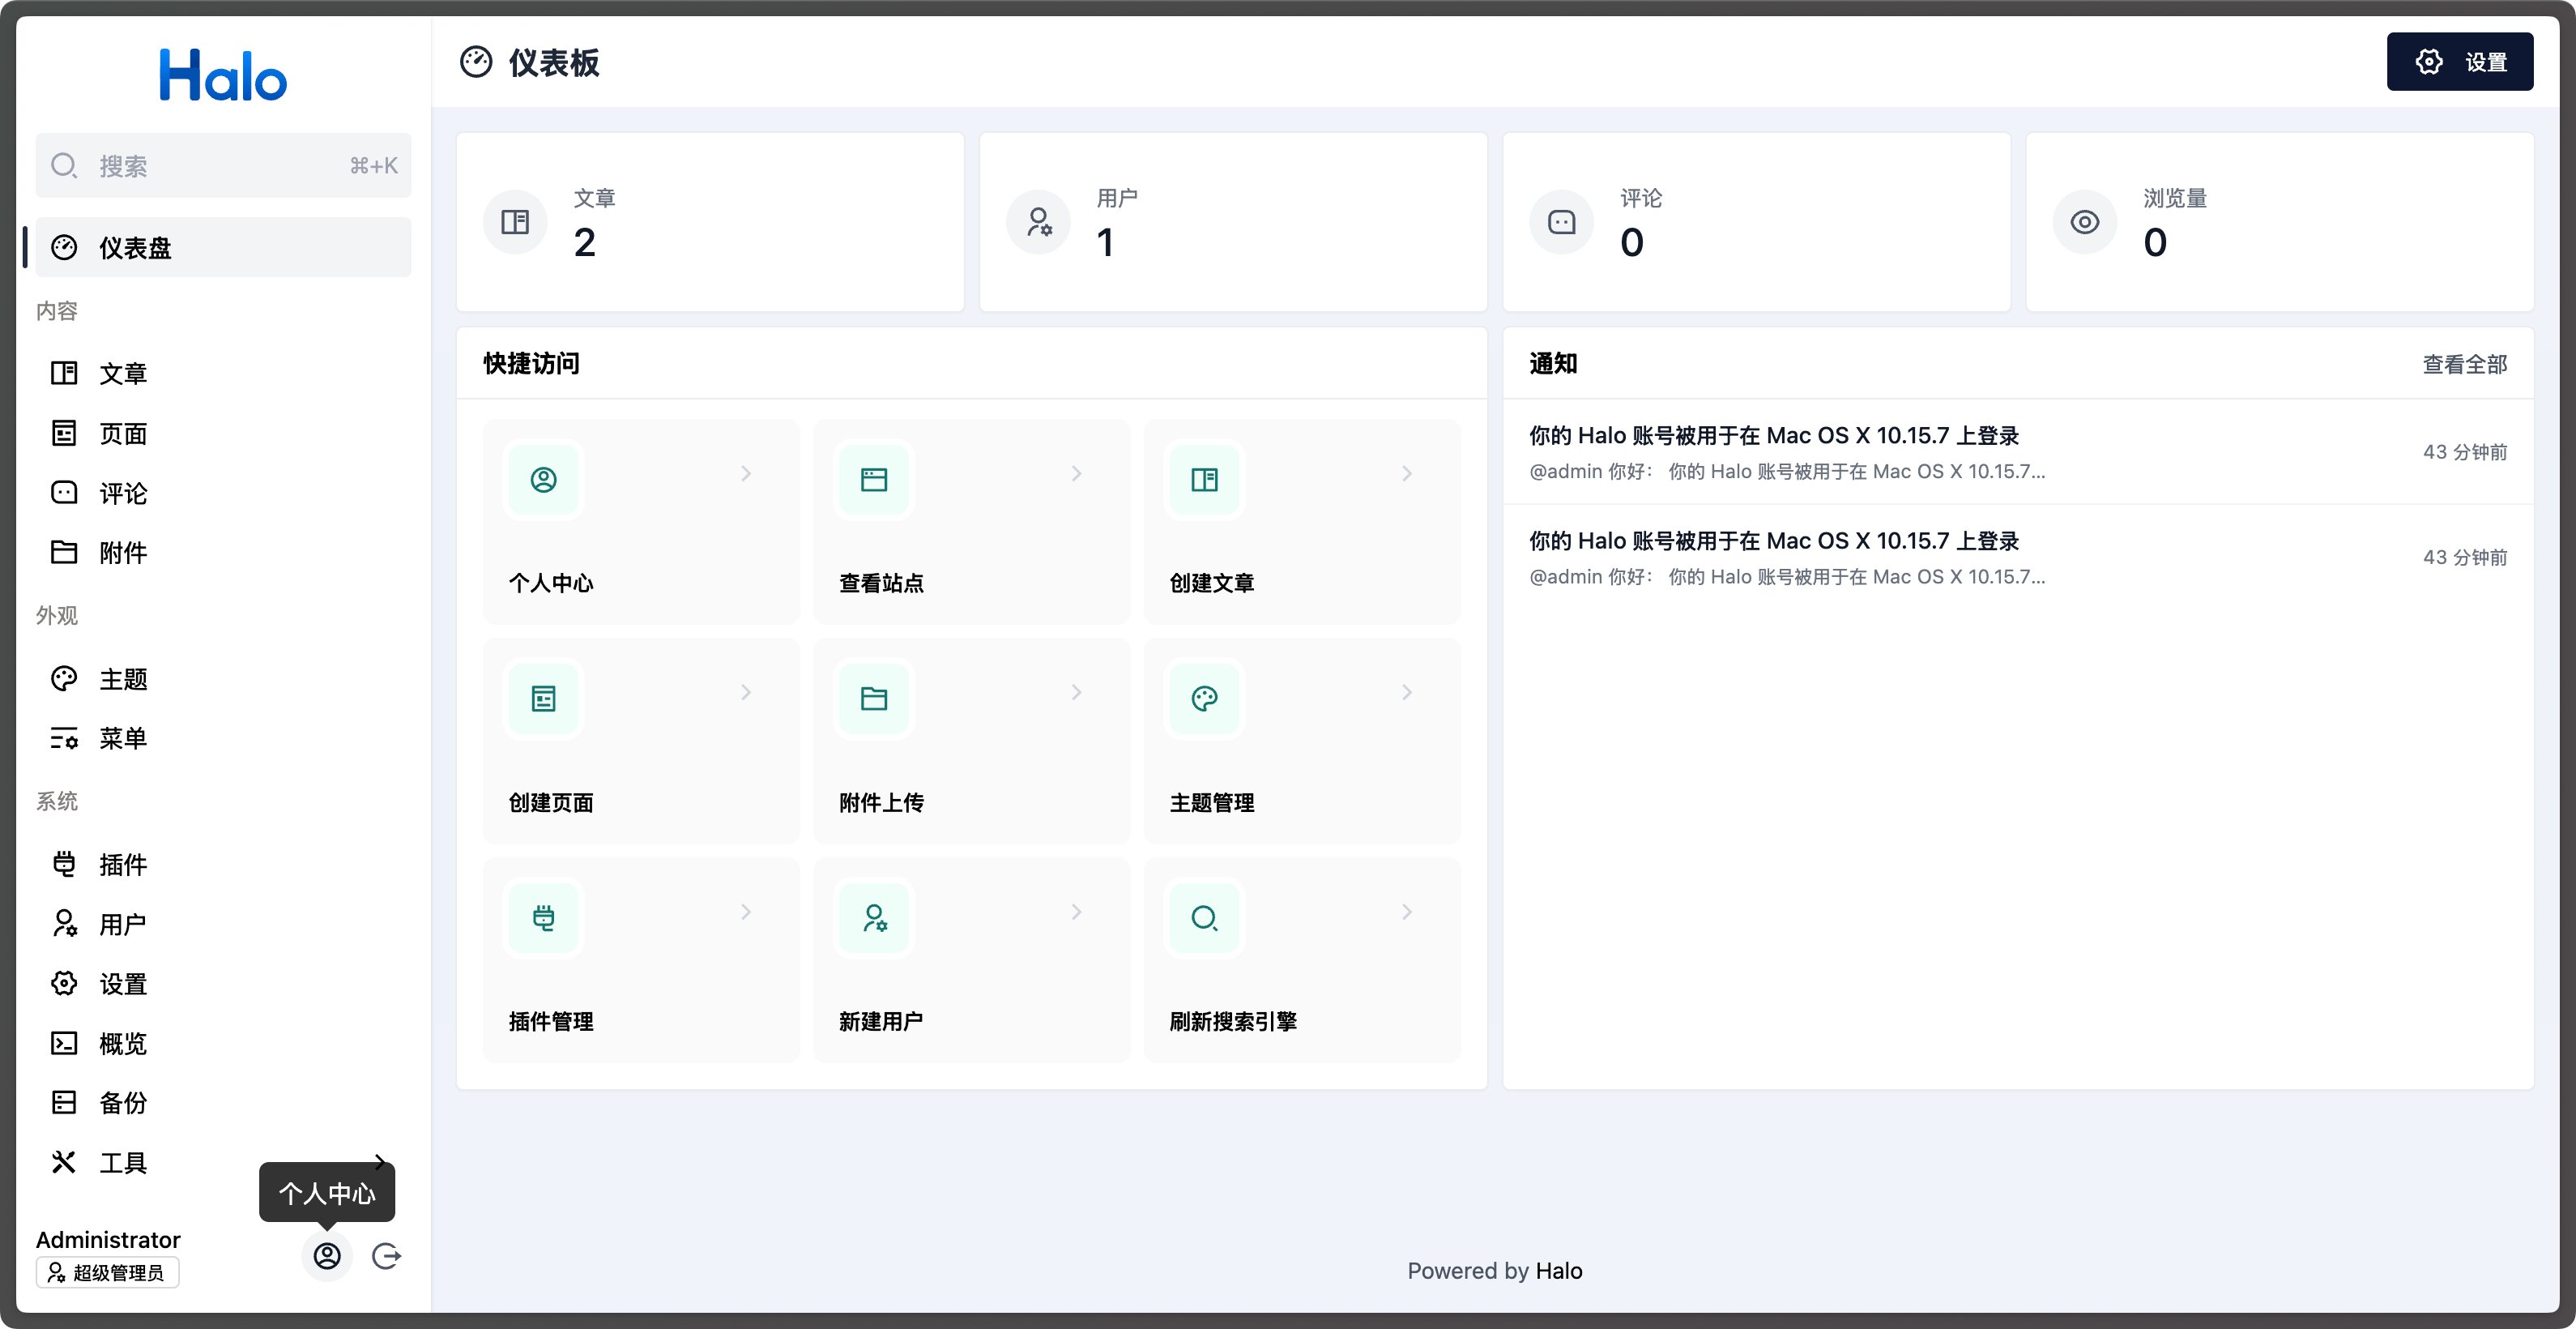 Halo
搜索 ⌘+K
仪表盘
内容
文章
页面
评论
附件
外观
主题
菜单
系统
插件
用户
设置
概览
备份
工具
个人中心
Administrator
超级管理员
仪表板
设置
文章
2
用户
1
评论
0
浏览量
0
快捷访问
个人中心
查看站点
创建文章
创建页面
附件上传
主题管理
插件管理
新建用户
刷新搜索引擎
通知 查看全部
你的 Halo 账号被用于在 Mac OS X 10.15.7 上登录
@admin 你好： 你的 Halo 账号被用于在 Mac OS X 10.15.7...
43 分钟前
你的 Halo 账号被用于在 Mac OS X 10.15.7 上登录
@admin 你好： 你的 Halo 账号被用于在 Mac OS X 10.15.7...
43 分钟前
Powered by Halo